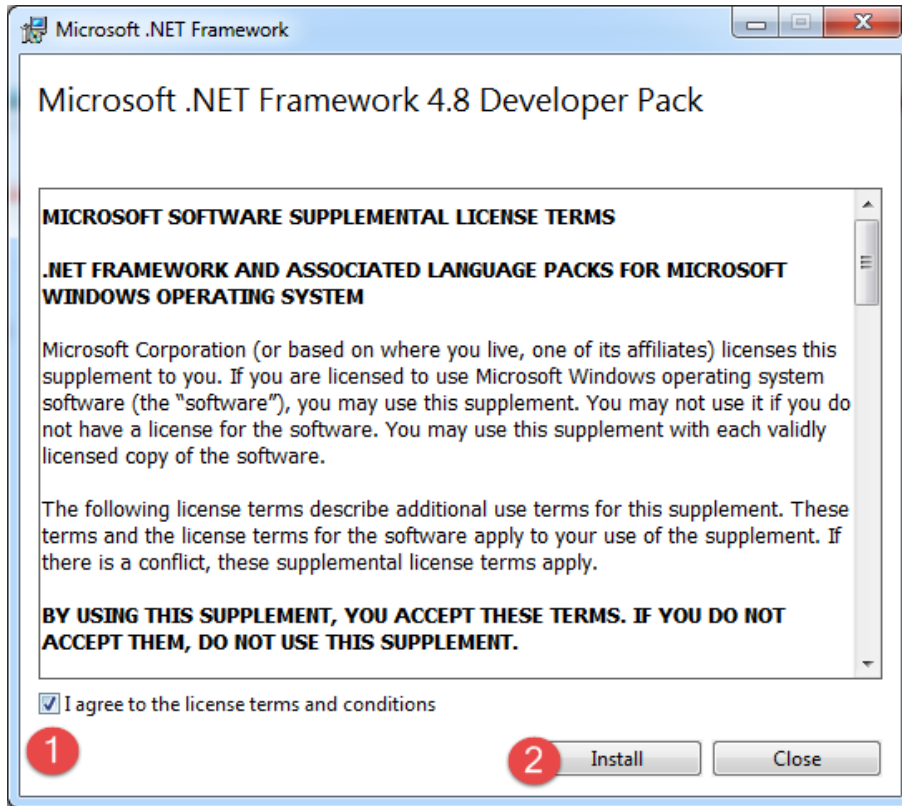 Microsoft .NET Framework
Microsoft .NET Framework 4.8 Developer Pack
MICROSOFT SOFTWARE SUPPLEMENTAL LICENSE TERMS
.NET FRAMEWORK AND ASSOCIATED LANGUAGE PACKS FOR MICROSOFT
WINDOWS OPERATING SYSTEM
Microsoft Corporation (or based on where you live, one of its affiliates) licenses this
supplement to you. If you are licensed to use Microsoft Windows operating system
software (the “software”), you may use this supplement. You may not use it if you do
not have a license for the software. You may use this supplement with each validly
licensed copy of the software.
The following license terms describe additional use terms for this supplement. These
terms and the license terms for the software apply to your use of the supplement. If
there is a conflict, these supplemental license terms apply.
BY USING THIS SUPPLEMENT, YOU ACCEPT THESE TERMS. IF YOU DO NOT
ACCEPT THEM, DO NOT USE THIS SUPPLEMENT.
I agree to the license terms and conditions
1
2 Install Close